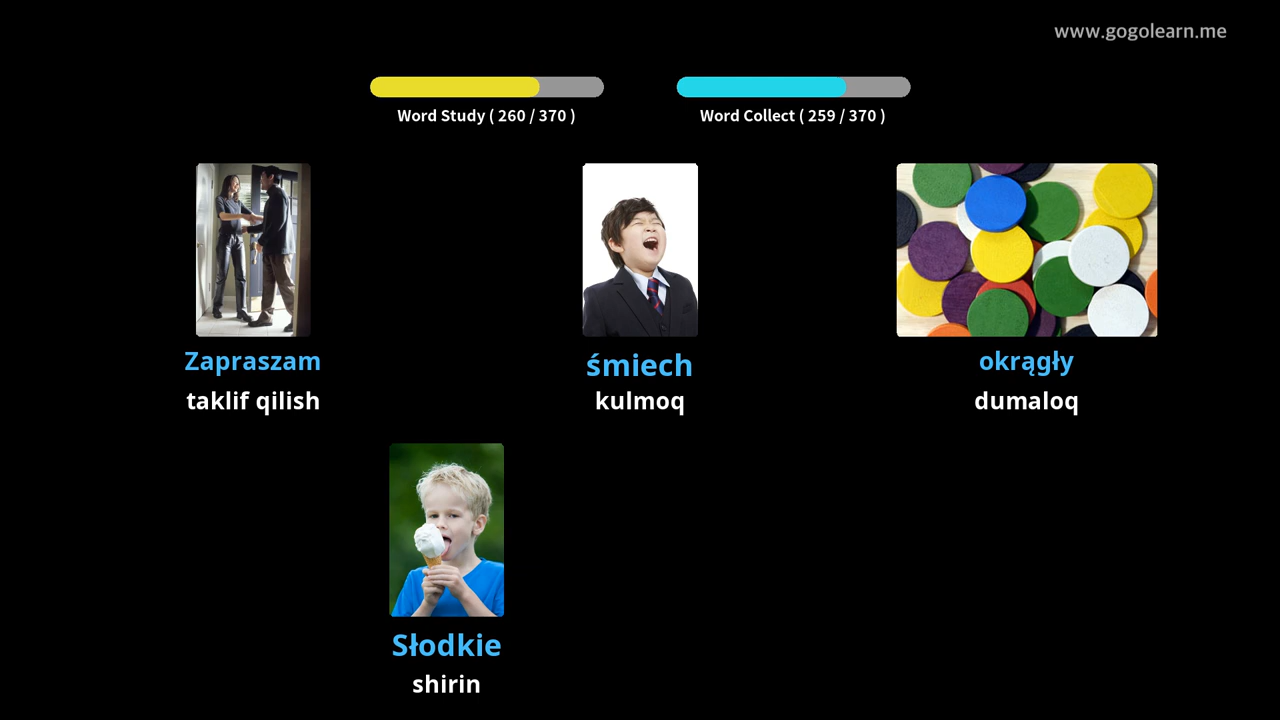 www.gogolearn.me
Word Study ( 260 / 370 )
Word Collect ( 259 / 370 )
Zapraszam
taklif qilish
śmiech
kulmoq
okrągły
dumaloq
Słodkie
shirin